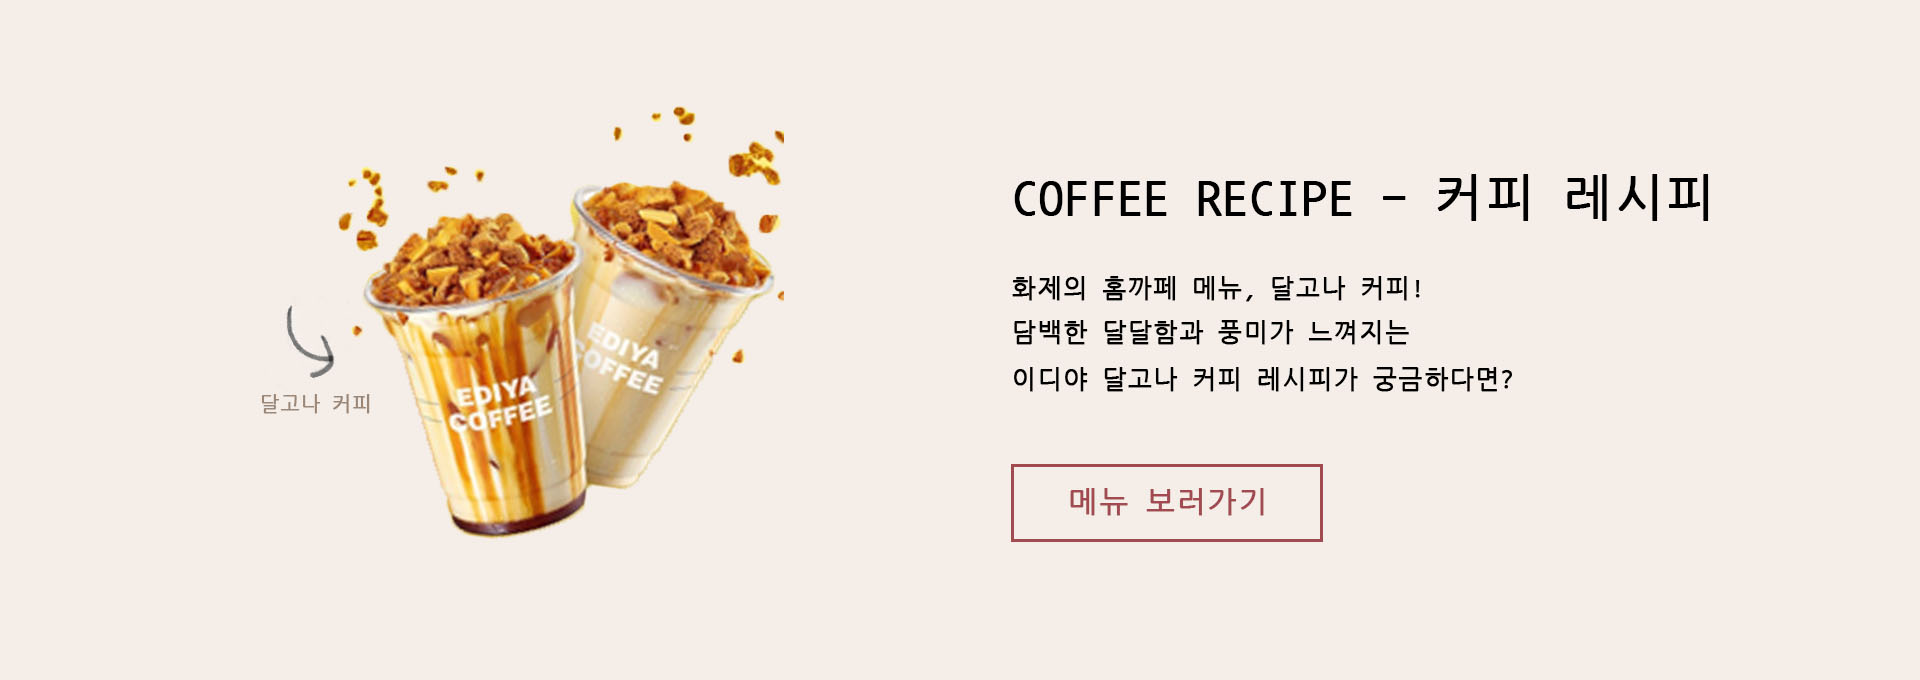 COFFEE RECIPE - 커피 레시피
화제의 홈까페 메뉴, 달고나 커피!
담백한 달달함과 풍미가 느껴지는
이디야 달고나 커피 레시피가 궁금하다면?
메뉴 보러가기
달고나 커피
EDIYA
COFFEE
EDIYA
COFFEE